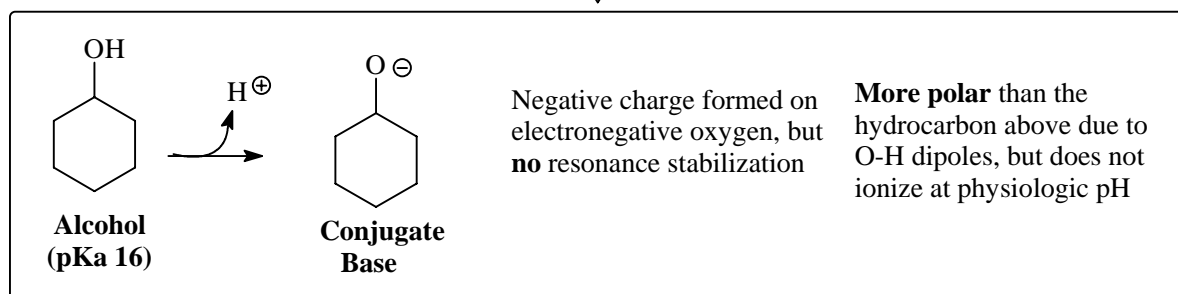 OH
H⊕
O ⊖
Alcohol
(pKa 16)
Conjugate
Base
Negative charge formed on
electronegative oxygen, but
no resonance stabilization
More polar than the
hydrocarbon above due to
O-H dipoles, but does not
ionize at physiologic pH